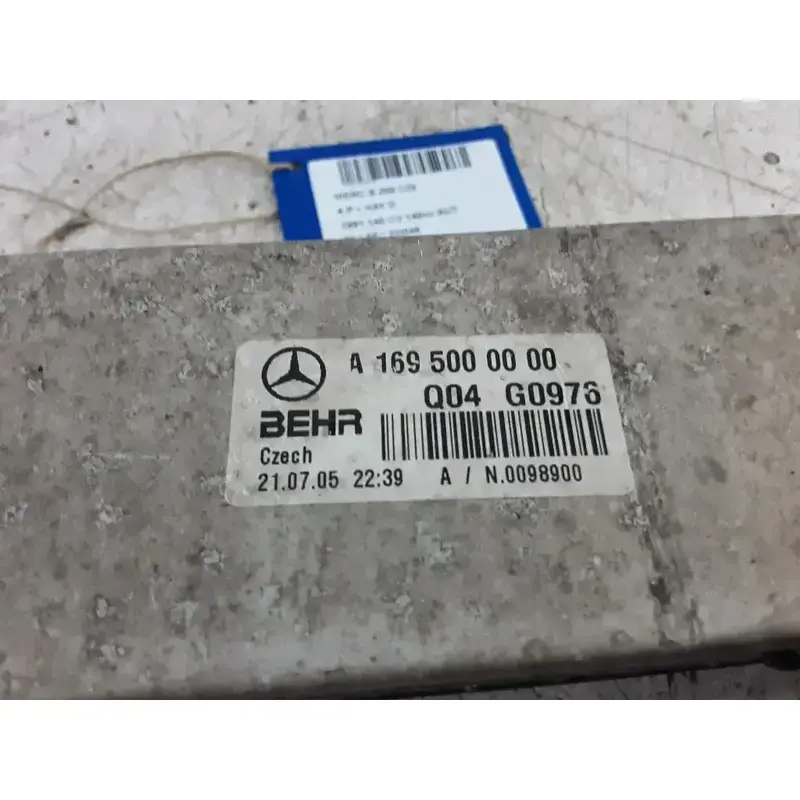 A 169 500 00 00
Q04 G0976
BEHR
Czech
21.07.05 22:39 A / N.0098900